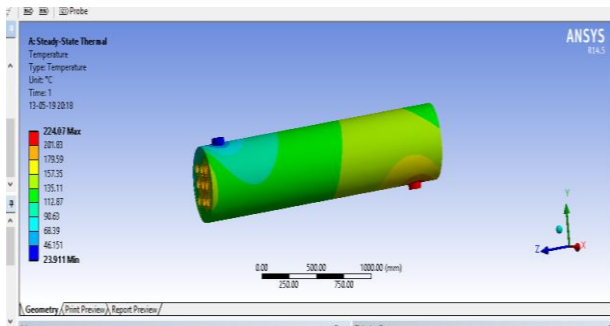 Probe
A: Steady-State Thermal
Temperature
Type: Temperature
Unit: °C
Time: 1
13-05-19 20:18
ANSYS
R14.5
224.07 Max
201.83
179.59
157.35
135.11
112.87
90.63
68.39
46.151
23.911 Min
0.00 500.00 1000.00 (mm)
250.00 750.00
Y
Z X
Geometry Print Preview Report Preview